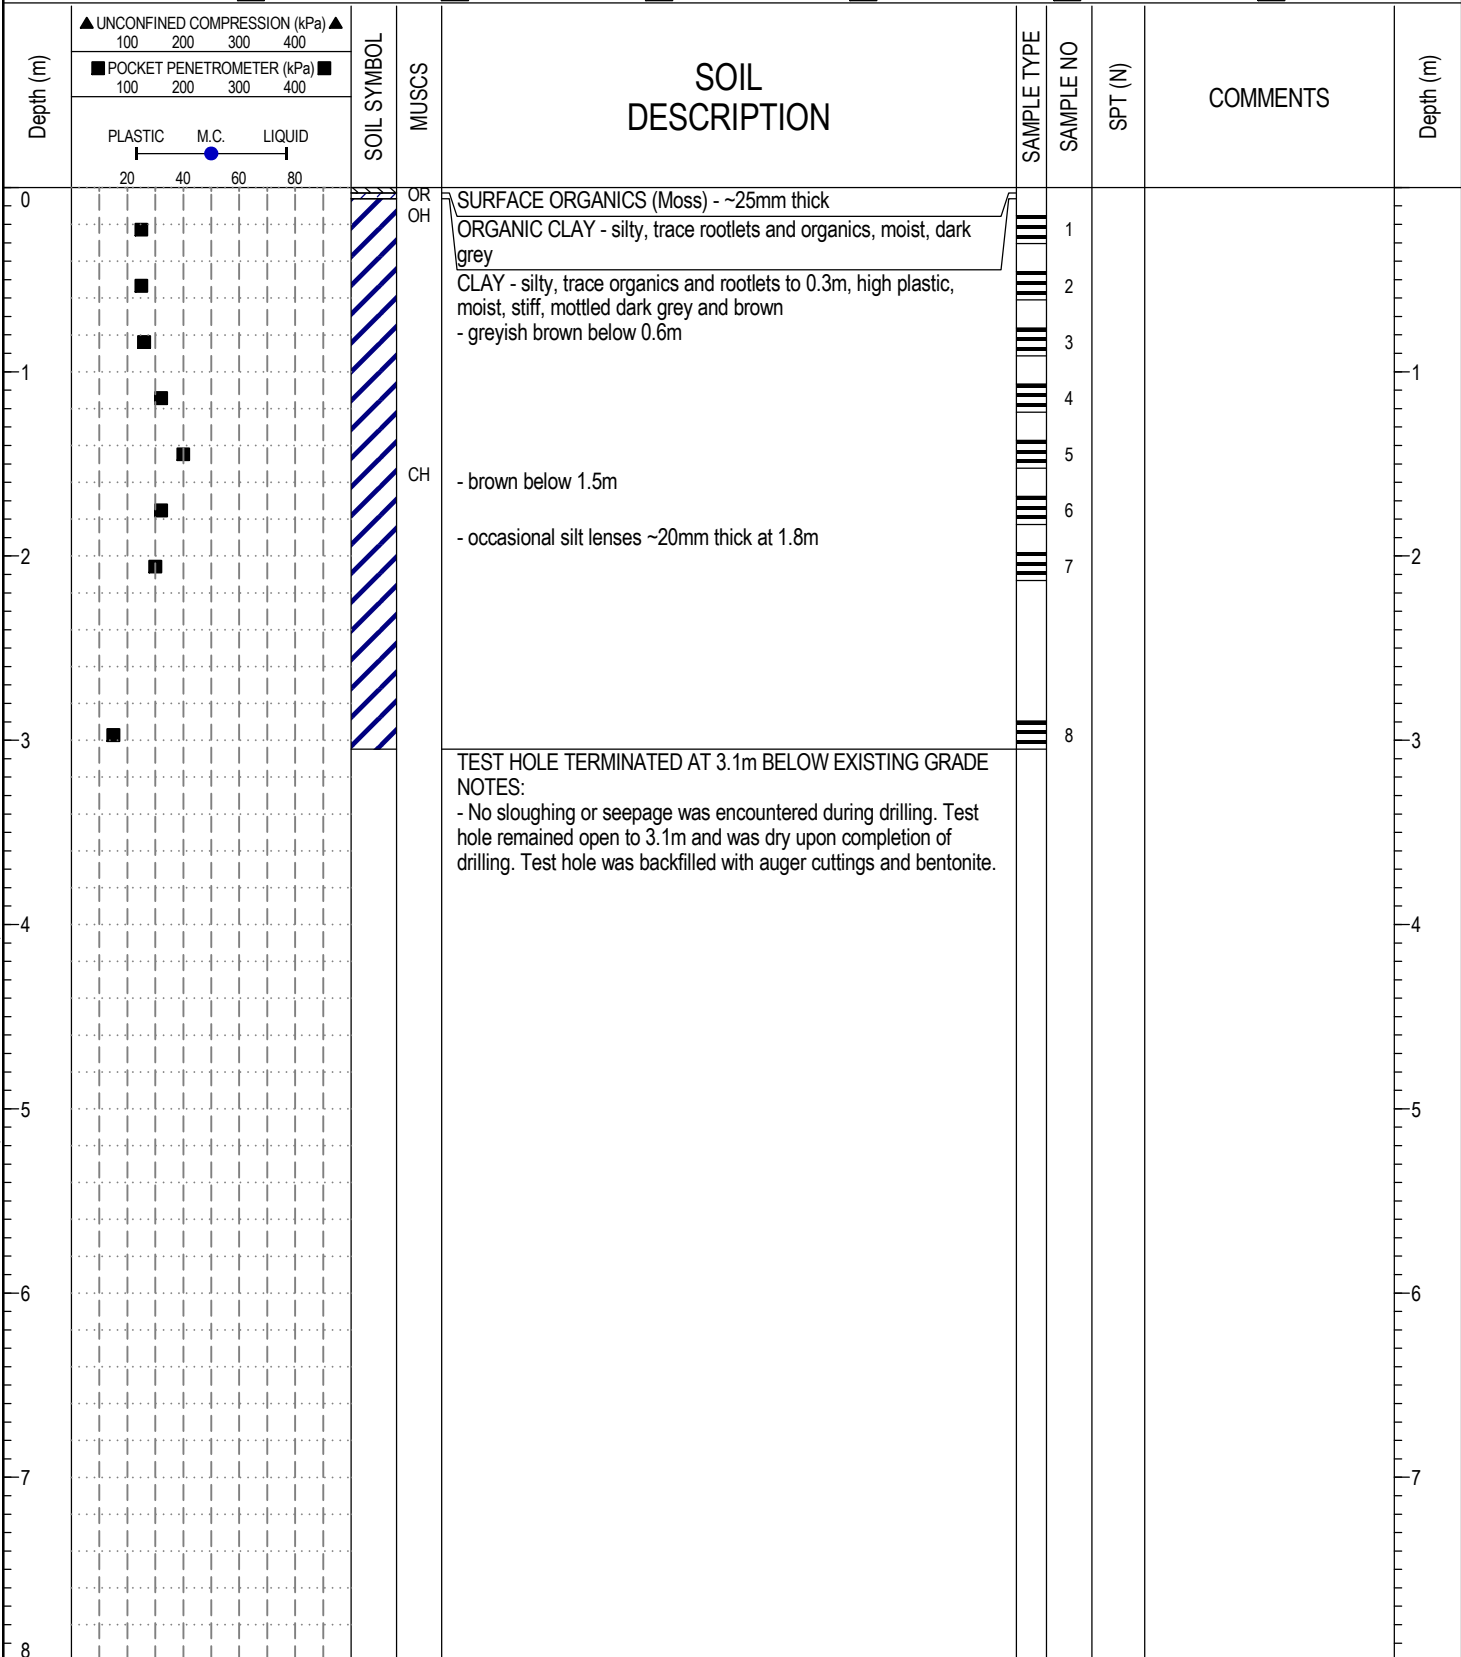 ▲ UNCONFINED COMPRESSION (kPa) ▲
100 200 300 400
■ POCKET PENETROMETER (kPa) ■
100 200 300 400
PLASTIC M.C. LIQUID
20 40 60 80
Depth (m)
SOIL SYMBOL
MUSCS
SOIL
DESCRIPTION
SAMPLE TYPE
SAMPLE NO
SPT (N)
COMMENTS
Depth (m)
0
OR
SURFACE ORGANICS (Moss) - ~25mm thick
OH
ORGANIC CLAY - silty, trace rootlets and organics, moist, dark
grey
1
CLAY - silty, trace organics and rootlets to 0.3m, high plastic,
moist, stiff, mottled dark grey and brown
- greyish brown below 0.6m
2
3
1
1
4
5
CH
- brown below 1.5m
6
- occasional silt lenses ~20mm thick at 1.8m
2
7
2
3
8
3
TEST HOLE TERMINATED AT 3.1m BELOW EXISTING GRADE
NOTES:
- No sloughing or seepage was encountered during drilling. Test
hole remained open to 3.1m and was dry upon completion of
drilling. Test hole was backfilled with auger cuttings and bentonite.
4
4
5
5
6
6
7
7
8